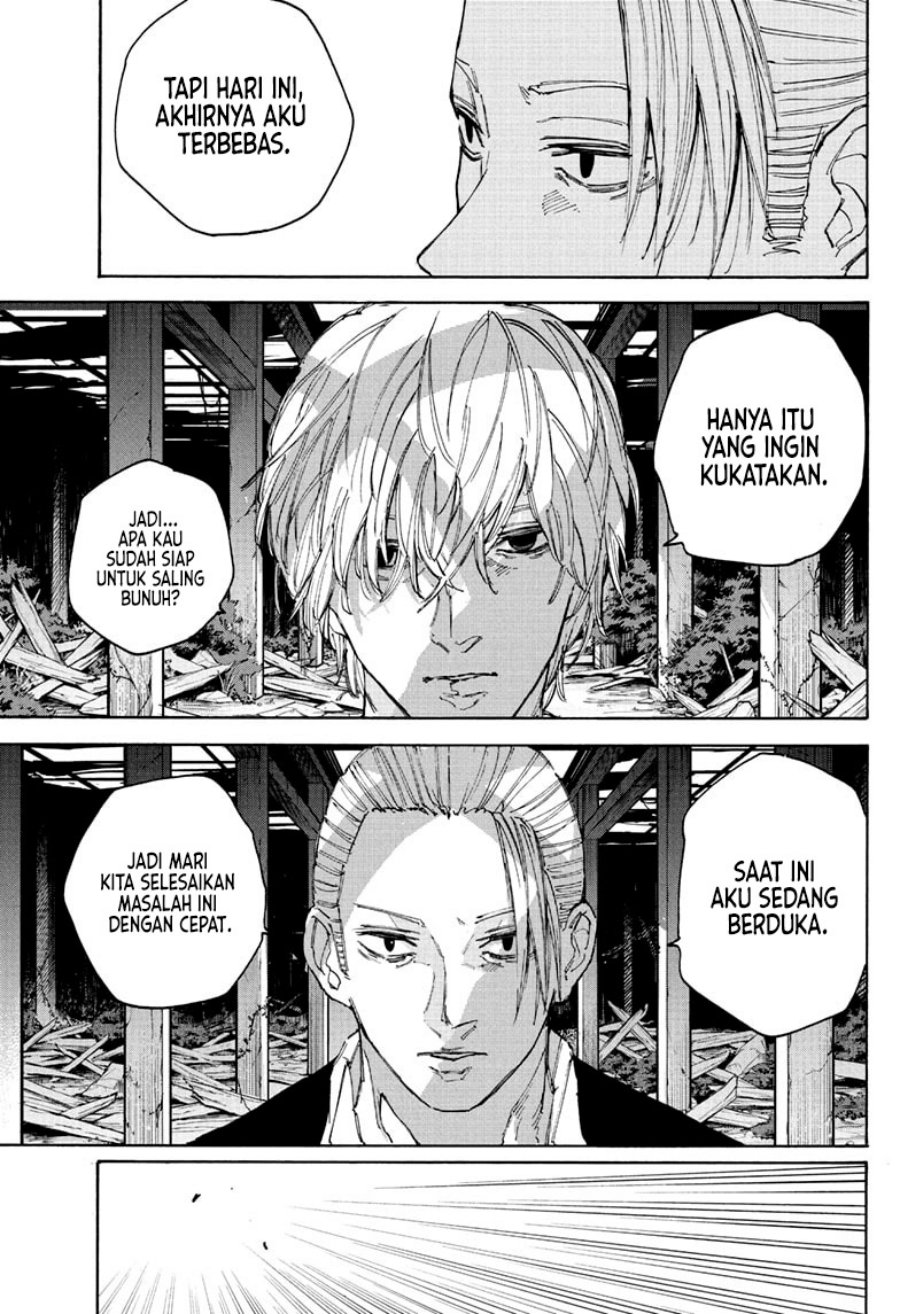 TAPI HARI INI,
AKHIRNYA AKU
TERBEBAS.
HANYA ITU
YANG INGIN
KUKATAKAN.
JADI...
APA KAU
SUDAH SIAP
UNTUK SALING
BUNUH?
SAAT INI
AKU SEDANG
BERDUKA.
JADI MARI
KITA SELESAIKAN
MASALAH INI
DENGAN CEPAT.